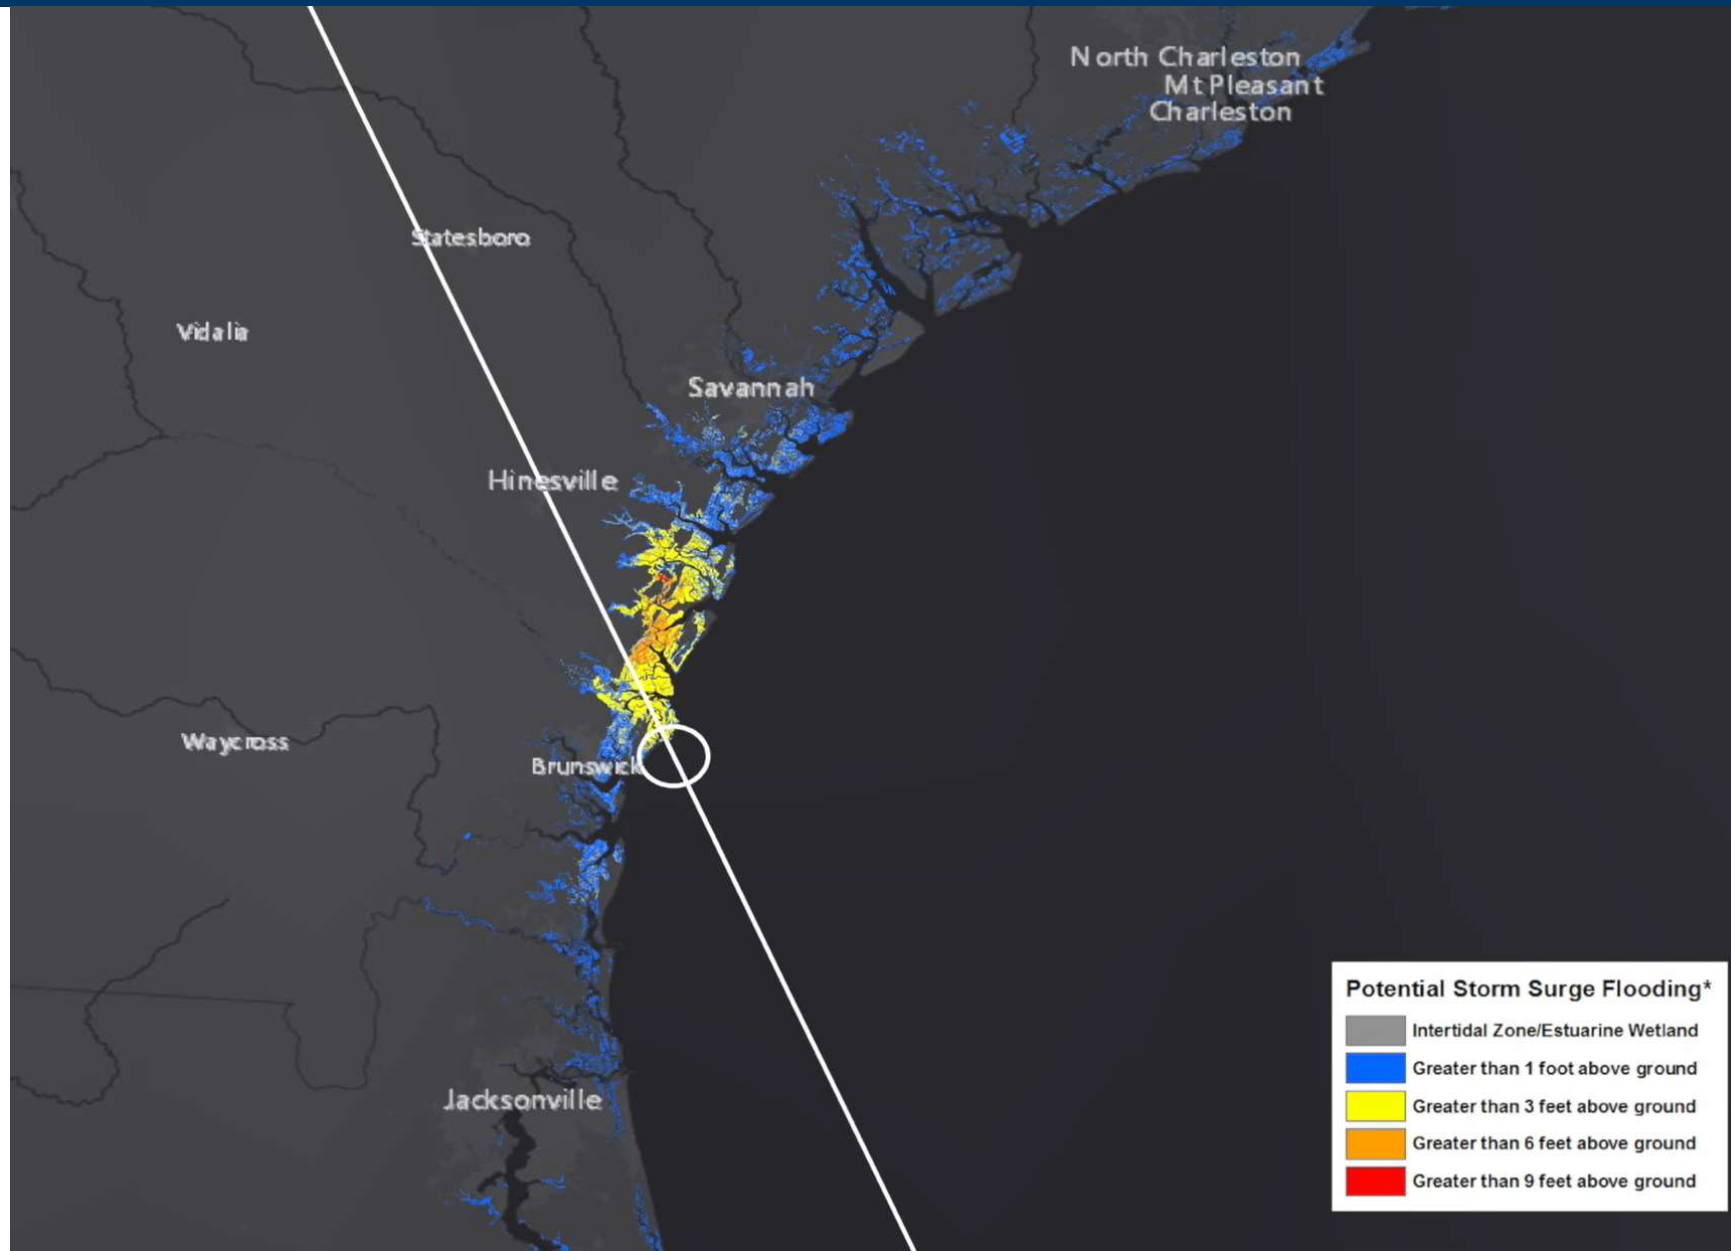 North Charleston
Mt Pleasant
Charleston
Statesboro
Vidalia
Savannah
Hinesville
Waycross
Brunswick
Jacksonville
Potential Storm Surge Flooding*
Intertidal Zone/Estuarine Wetland
Greater than 1 foot above ground
Greater than 3 feet above ground
Greater than 6 feet above ground
Greater than 9 feet above ground